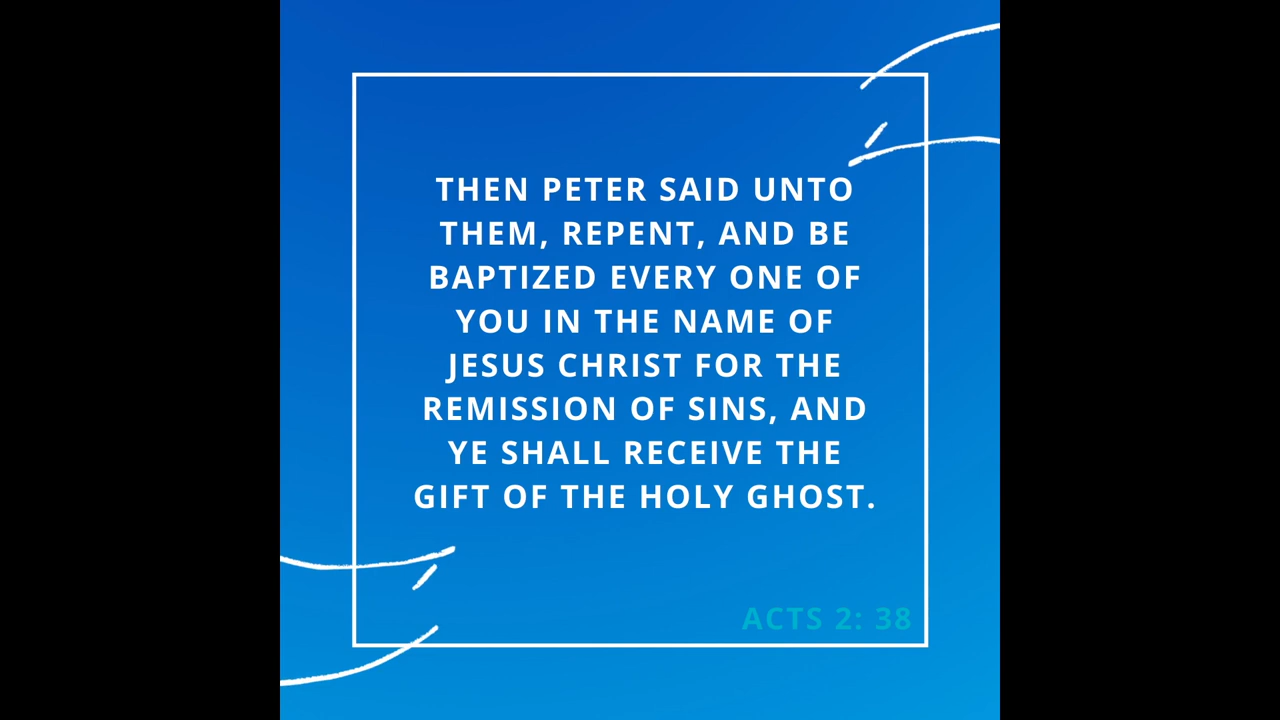 THEN PETER SAID UNTO
THEM, REPENT, AND BE
BAPTIZED EVERY ONE OF
YOU IN THE NAME OF
JESUS CHRIST FOR THE
REMISSION OF SINS, AND
YE SHALL RECEIVE THE
GIFT OF THE HOLY GHOST.
ACTS 2: 38